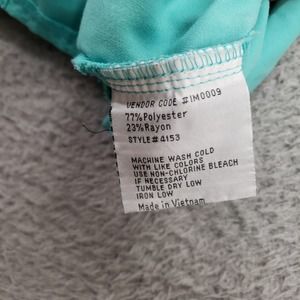 VENDOR CODE #IM0009
77%Polyester
23%Rayon
STYLE#4153
MACHINE WASH COLD
WITH LIKE COLORS
USE NON-CHLORINE BLEACH
IF NECESSARY
TUMBLE DRY LOW
IRON LOW
Made in Vietnam